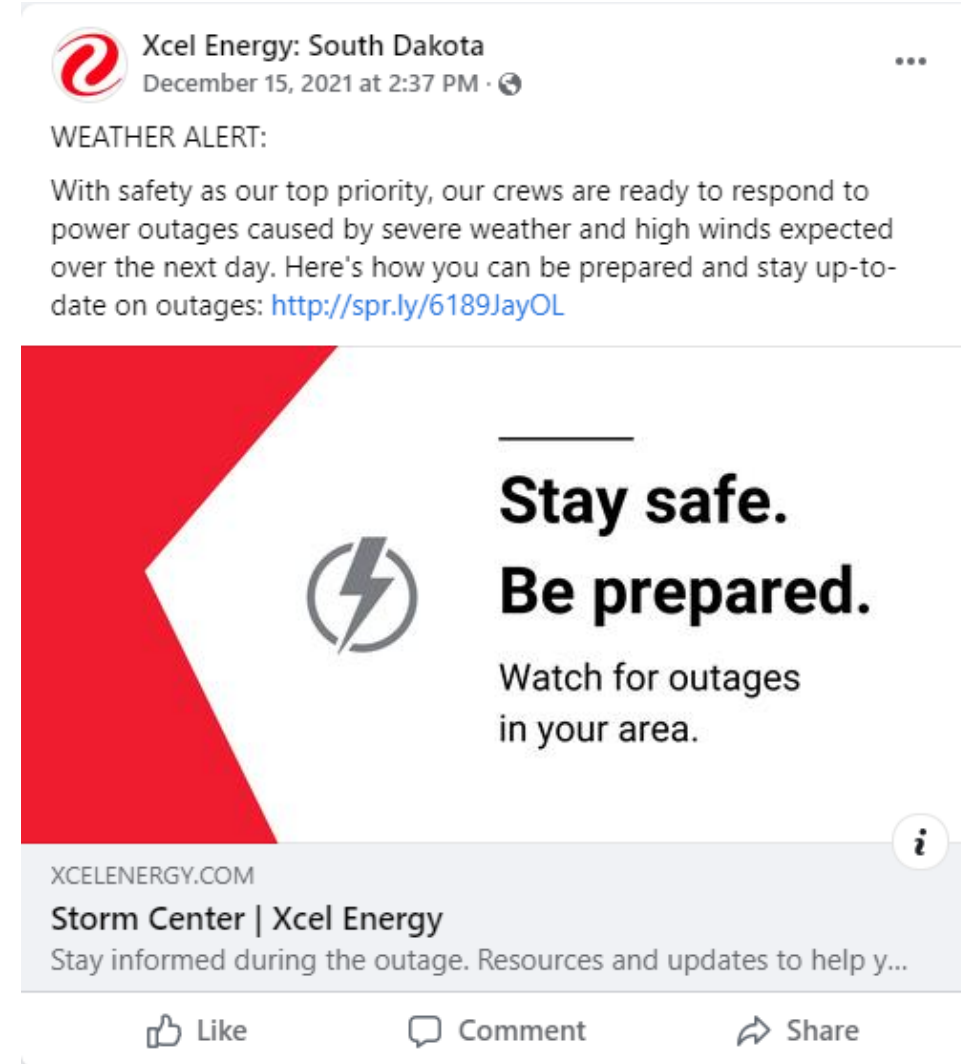 Xcel Energy: South Dakota
December 15, 2021 at 2:37 PM ·
WEATHER ALERT:
With safety as our top priority, our crews are ready to respond to
power outages caused by severe weather and high winds expected
over the next day. Here's how you can be prepared and stay up-to-
date on outages: http://spr.ly/6189JayOL
Stay safe.
Be prepared.
Watch for outages
in your area.
i
XCELENERGY.COM
Storm Center | Xcel Energy
Stay informed during the outage. Resources and updates to help y...
Like Comment Share